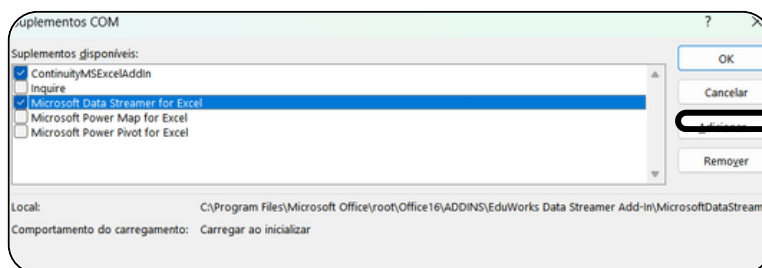 Suplementos COM
?
Suplementos disponíveis:
OK
ContinuityMSExcelAddIn
Inquire
Microsoft Data Streamer for Excel
Cancelar
Microsoft Power Map for Excel
Microsoft Power Pivot for Excel
Remover
Local: C:\Program Files\Microsoft Office\root\Office16\ADDINS\EduWorks Data Streamer Add-In\MicrosoftDataStream
Comportamento do carregamento: Carregar ao inicializar